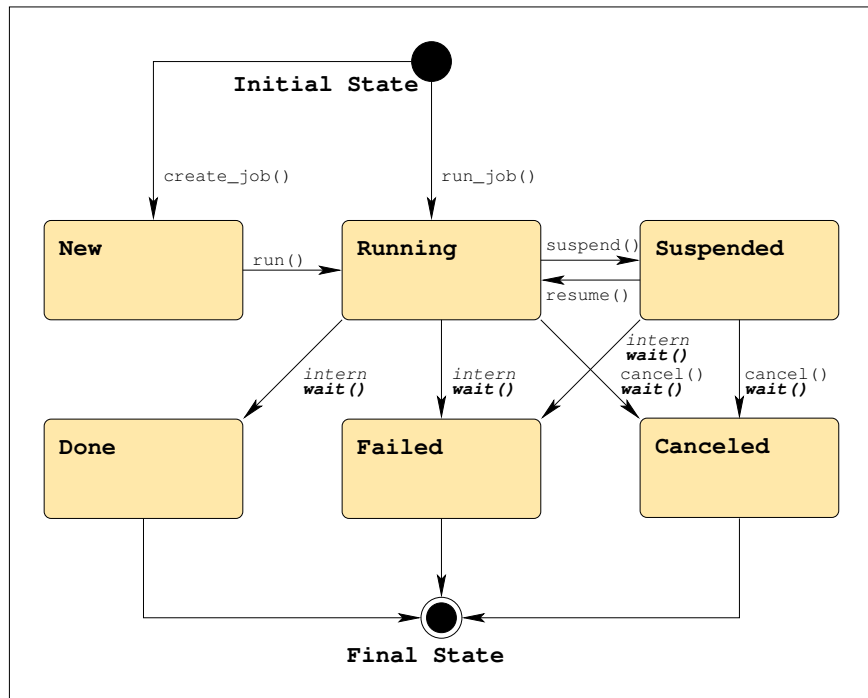 Initial State
create_job()
run_job()
New
run()
Running
suspend()
resume()
Suspended
intern
wait()
intern
wait()
intern
wait()
cancel()
wait()
cancel()
wait()
Done
Failed
Canceled
Final State